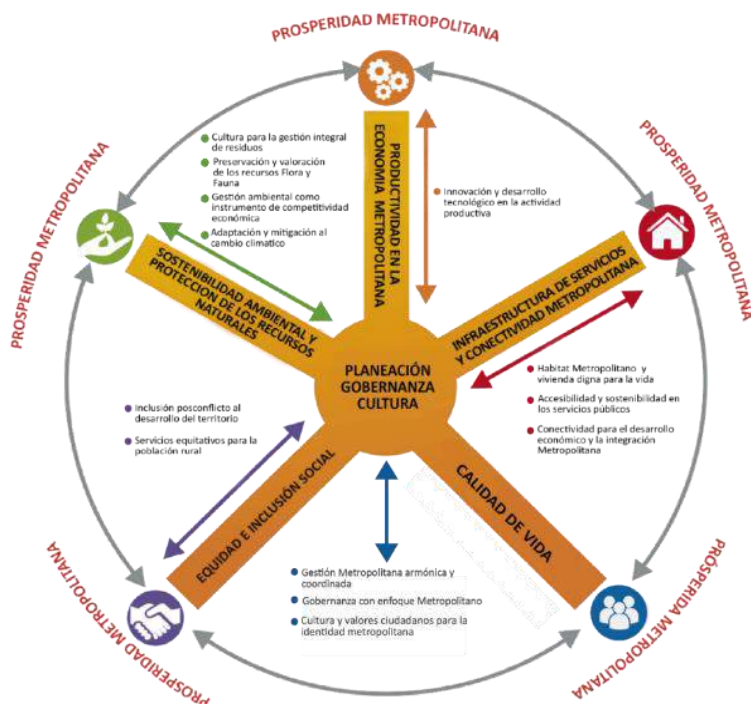 PROSPERIDAD METROPOLITANA
PROSPERIDAD METROPOLITANA
PROSPERIDAD METROPOLITANA
Cultura para la gestión integral
de residuos
Preservación y valoración
de los recursos Flora y
Fauna
Gestión ambiental como
instrumento de competitividad
económica
Adaptación y mitigación al
cambio climatico
PRODUCTIVIDAD EN LA
ECONOMIA METROPOLITANA
Innovación y desarrollo
tecnológico en la actividad
productiva
SOSTENIBILIDAD AMBIENTAL Y
PROTECCION DE LOS RECURSOS
NATURALES
INFRAESTRUCTURA DE SERVICIOS
Y CONECTIVIDAD METROPOLITANA
PLANEACIÓN
GOBERNANZA
CULTURA
Habitat Metropolitano y
vivienda digna para la vida
Accesibilidad y sostenibilidad en
los servicios públicos
Conectividad para el desarrollo
económico y la integración
Metropolitana
Inclusión posconflicto al
desarrollo del territorio
Servicios equitativos para la
población rural
EQUIDAD E INCLUSIÓN SOCIAL
CALIDAD DE VIDA
Gestión Metropolitana armónica y
coordinada
Gobernanza con enfoque Metropolitano
Cultura y valores ciudadanos para la
identidad metropolitana
PROSPERIDAD METROPOLITANA
PRÓSPERIDA METROPOLITANA